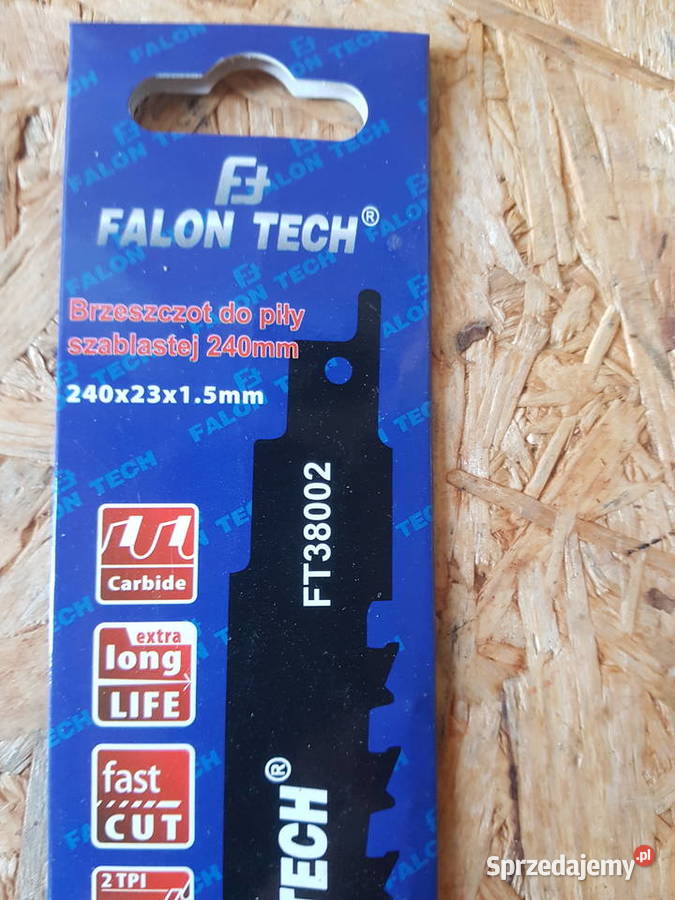 FALON TECH®
Brzeszczot do piły
szablastej 240mm
240x23x1.5mm
FT38002
Carbide
extra
long
LIFE
fast
CUT
TECH®
2 TPI
Sprzedajemy.pl